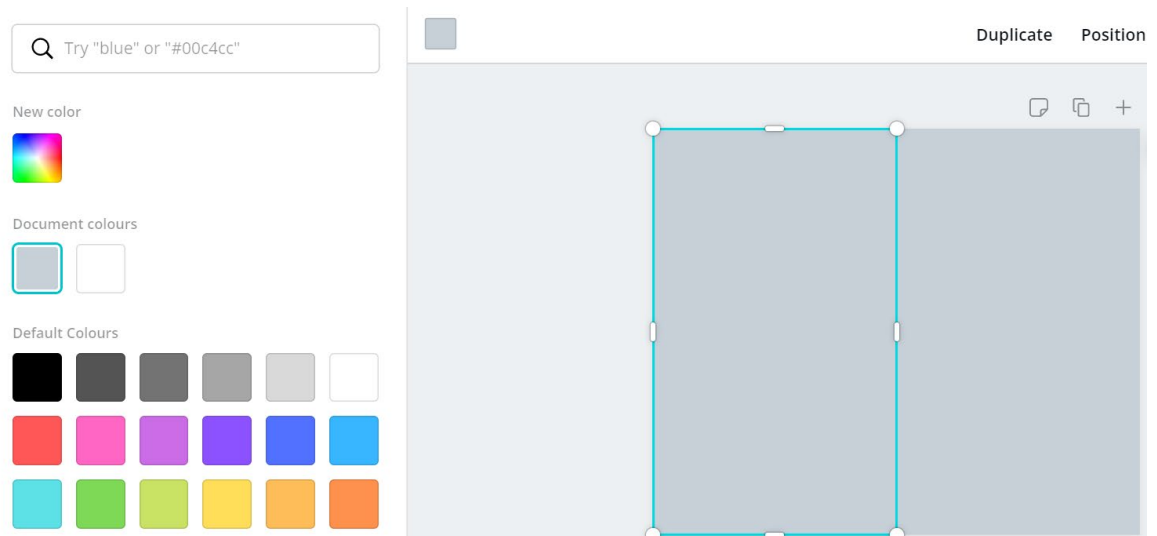 Try "blue" or "#00c4cc"
Duplicate Position
New color
Document colours
Default Colours